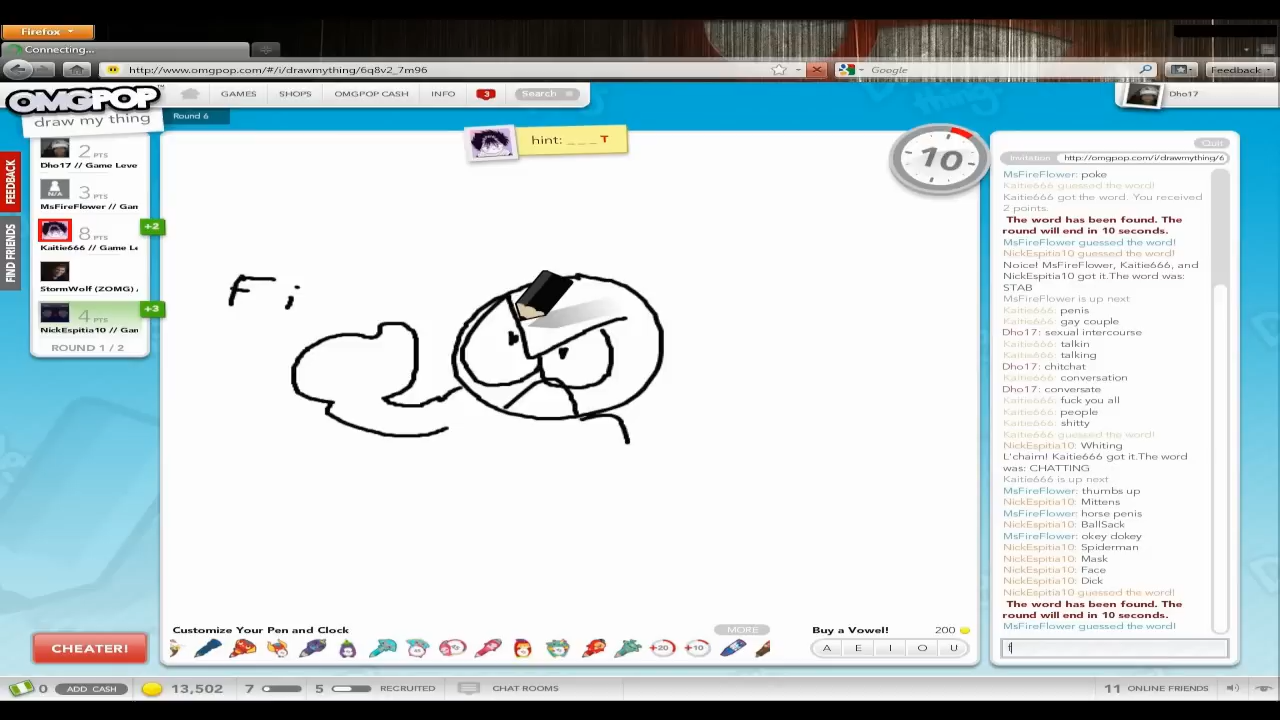 Firefox
Connecting...
http://www.omgpop.com/#/i/drawmything/6q8v2_7m96
Google
Feedback
OMGPOP
GAMES
SHOPS
OMGPOP CASH
INFO
3
Search
Dho17
draw my thing
Round 6
FEEDBACK
FIND FRIENDS
2 PTS
Dho17 // Game Leve
N/A
3 PTS
MsFireFlower // Gam
8 PTS
+2
Kaitie666 // Game Le
StormWolf (ZOMG) /
4 PTS
+3
NickEspitia10 // Gan
ROUND 1 / 2
hint: _ _ _ T
10
Fi
Quit
Invitation
http://omgpop.com/i/drawmything/6
MsFireFlower: poke
Kaitie666 guessed the word!
Kaitie666 got the word. You received
2 points.
The word has been found. The
round will end in 10 seconds.
MsFireFlower guessed the word!
NickEspitia10 guessed the word!
Noice! MsFireFlower, Kaitie666, and
NickEspitia10 got it.The word was:
STAB
MsFireFlower is up next
Kaitie666: penis
Kaitie666: gay couple
Dho17: sexual intercourse
Kaitie666: talkin
Kaitie666: talking
Dho17: chitchat
Kaitie666: conversation
Dho17: conversate
Kaitie666: fuck you all
Kaitie666: people
Kaitie666: shitty
Kaitie666 guessed the word!
NickEspitia10: Whiting
L'chaim! Kaitie666 got it.The word
was: CHATTING
Kaitie666 is up next
MsFireFlower: thumbs up
NickEspitia10: Mittens
MsFireFlower: horse penis
NickEspitia10: BallSack
MsFireFlower: okey dokey
NickEspitia10: Spiderman
NickEspitia10: Mask
NickEspitia10: Face
NickEspitia10: Dick
NickEspitia10 guessed the word!
The word has been found. The
round will end in 10 seconds.
MsFireFlower guessed the word!
Customize Your Pen and Clock
MORE
+20
+10
Buy a Vowel!
200
A
E
I
O
U
CHEATER!
0
ADD CASH
13,502
7
5
RECRUITED
CHAT ROOMS
11 ONLINE FRIENDS